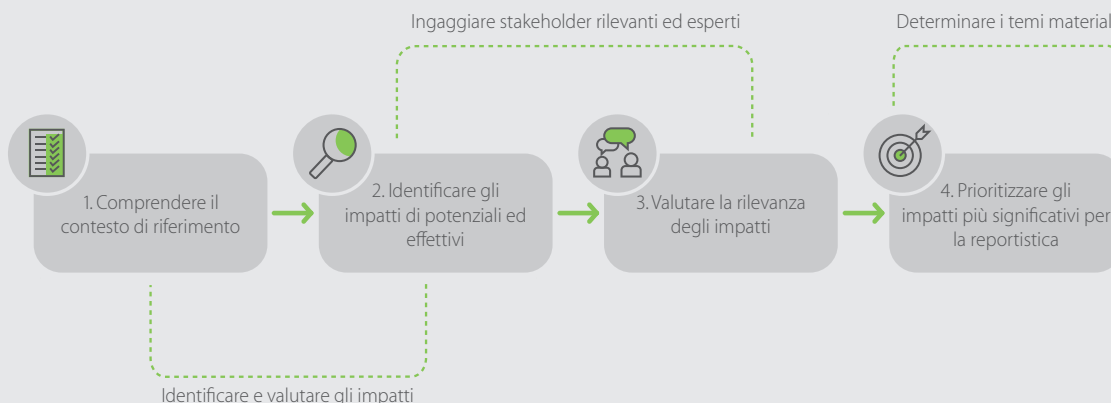 Ingaggiare stakeholder rilevanti ed esperti
Determinare i temi material
1. Comprendere il
contesto di riferimento
2. Identificare gli
impatti di potenziali ed
effettivi
3. Valutare la rilevanza
degli impatti
4. Prioritizzare gli
impatti più significativi per
la reportistica
Identificare e valutare gli impatti